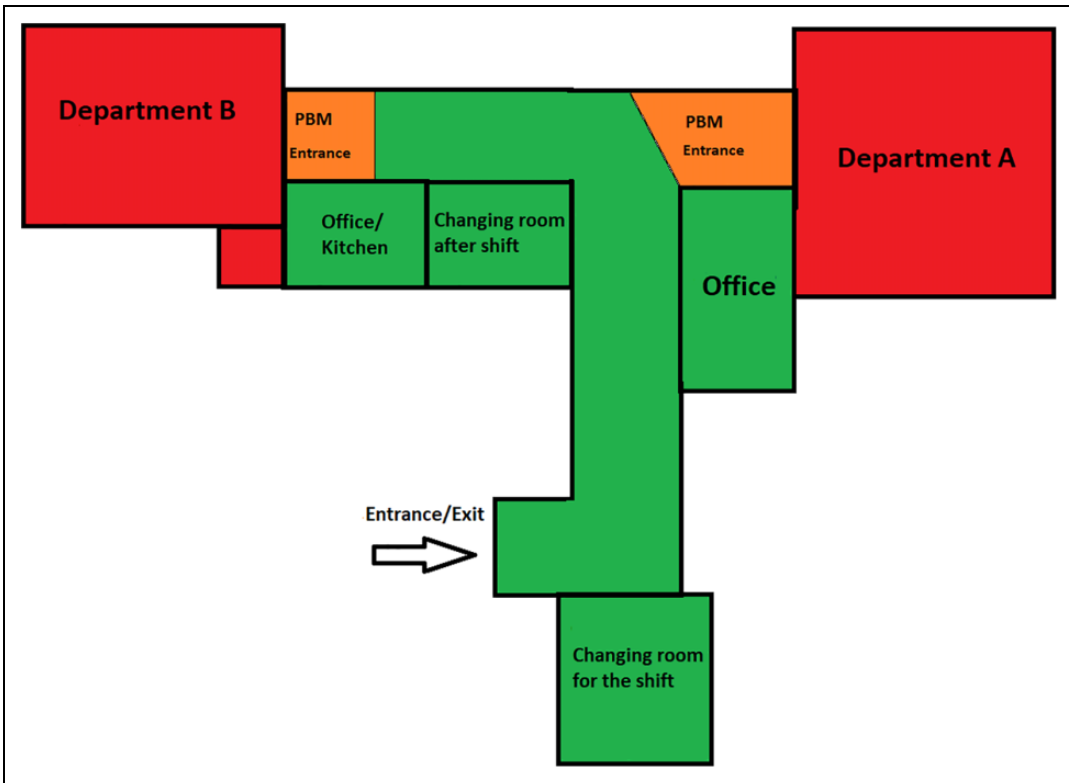 Department B
PBM
Entrance
PBM
Entrance
Department A
Office/
Kitchen
Changing room
after shift
Office
Entrance/Exit
Changing room
for the shift